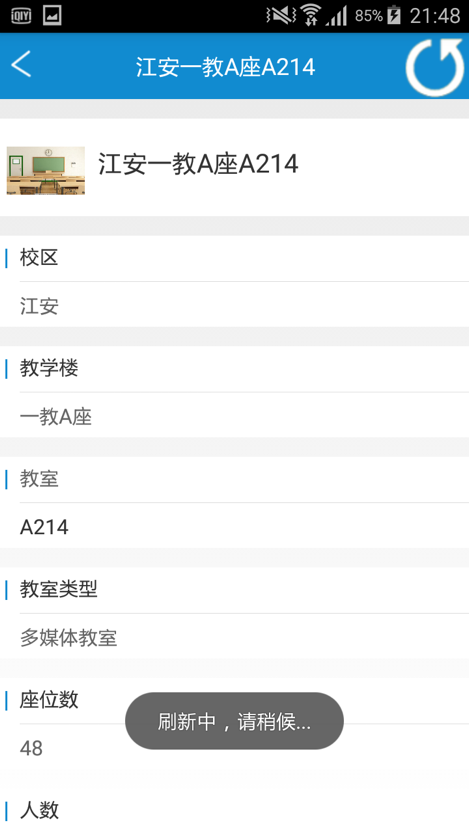 iQIYI
85%
21:48
江安一教A座A214
江安一教A座A214
校区
江安
教学楼
一教A座
教室
A214
教室类型
多媒体教室
座位数
刷新中，请稍候...
48
人数